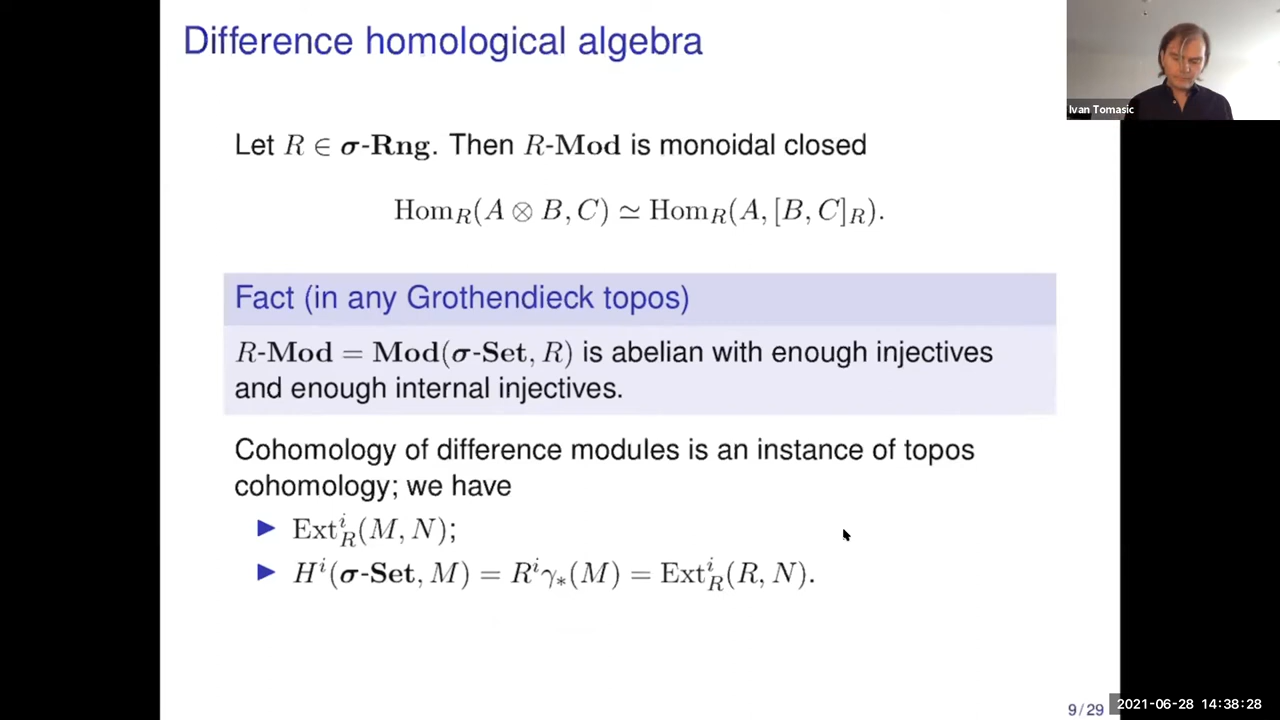 Difference homological algebra
Ivan Tomasic
Let R ∈ σ-Rng. Then R-Mod is monoidal closed
Hom_R(A ⊗ B, C) ≃ Hom_R(A, [B, C]_R).
Fact (in any Grothendieck topos)
R-Mod = Mod(σ-Set, R) is abelian with enough injectives
and enough internal injectives.
Cohomology of difference modules is an instance of topos
cohomology; we have
▶ Ext^i_R(M, N);
▶ H^i(σ-Set, M) = R^iγ_*(M) = Ext^i_R(R, N).
9/29
2021-06-28 14:38:28